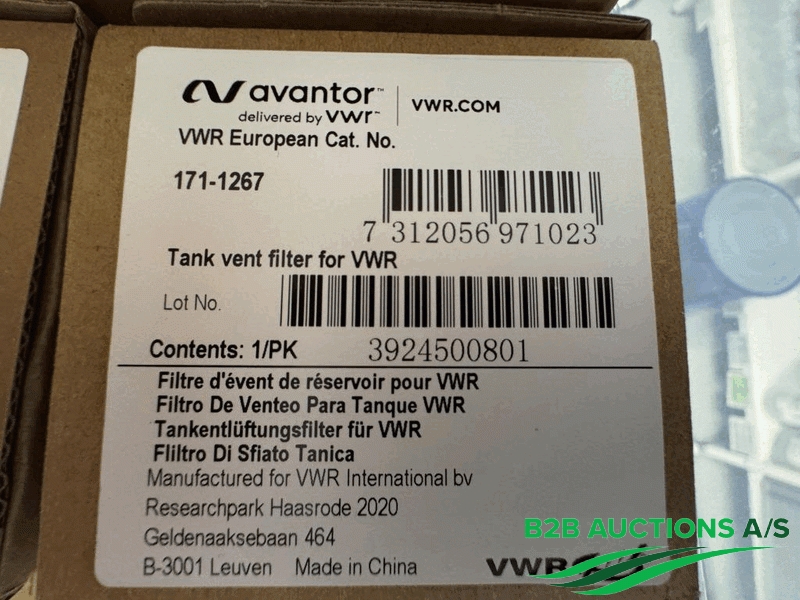 avantor™ | VWR.COM
delivered by vwr™
VWR European Cat. No.
171-1267
7 312056 971023
Tank vent filter for VWR
Lot No.
Contents: 1/PK 3924500801
Filtre d'évent de réservoir pour VWR
Filtro De Venteo Para Tanque VWR
Tankentlüftungsfilter für VWR
Fliltro Di Sfiato Tanica
Manufactured for VWR International bv
Researchpark Haasrode 2020
Geldenaaksebaan 464
B-3001 Leuven Made in China
VWR
B2B AUCTIONS A/S